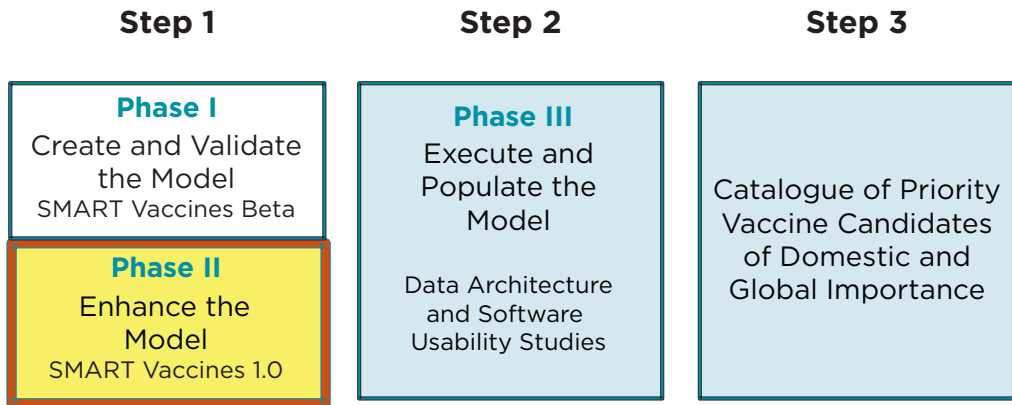 Step 1
Step 2
Step 3
Phase I
Create and Validate
the Model
SMART Vaccines Beta
Phase II
Enhance the
Model
SMART Vaccines 1.0
Phase III
Execute and
Populate the
Model
Data Architecture
and Software
Usability Studies
Catalogue of Priority
Vaccine Candidates
of Domestic and
Global Importance